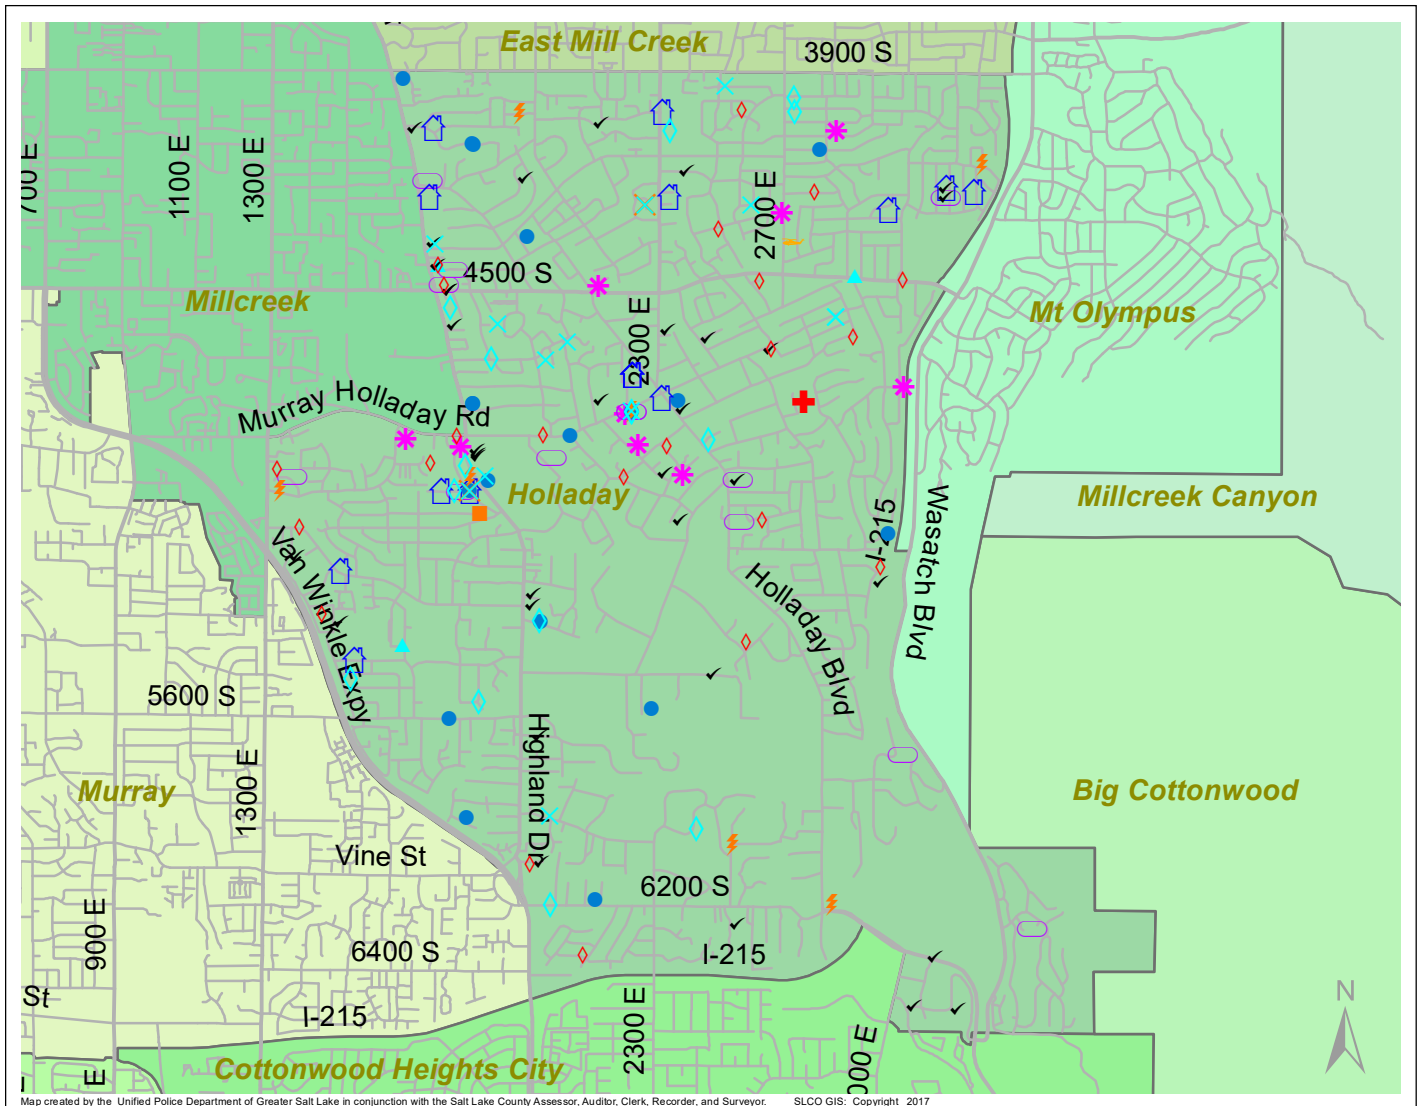 East Mill Creek
3900 S
700 E
1100 E
1300 E
2700 E
4500 S
Millcreek
2300 E
Mt Olympus
Murray Holladay Rd
Holladay
Millcreek Canyon
I-215
Wasatch Blvd
Van Winkle Expy
Holladay Blvd
5600 S
Highland Dr
Murray
1300 E
Big Cottonwood
Vine St
6200 S
900 E
6400 S
I-215
St
I-215
2300 E
N
000 E
Cottonwood Heights City
E
Map created by the Unified Police Department of Greater Salt Lake in conjunction with the Salt Lake County Assessor, Auditor, Clerk, Recorder, and Surveyor. SLCO GIS: Copyright 2017